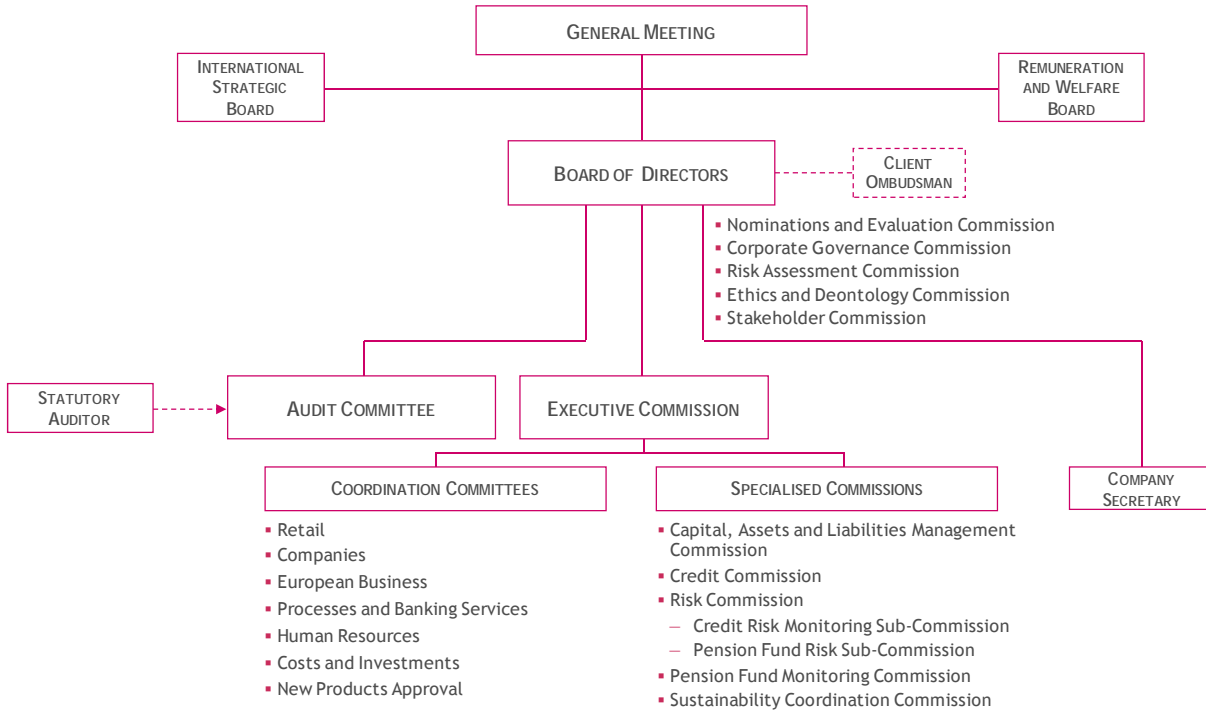 GENERAL MEETING
INTERNATIONAL
STRATEGIC
BOARD
REMUNERATION
AND WELFARE
BOARD
BOARD OF DIRECTORS
CLIENT
OMBUDSMAN
▪ Nominations and Evaluation Commission
▪ Corporate Governance Commission
▪ Risk Assessment Commission
▪ Ethics and Deontology Commission
▪ Stakeholder Commission
STATUTORY
AUDITOR
AUDIT COMMITTEE
EXECUTIVE COMMISSION
COORDINATION COMMITTEES
SPECIALISED COMMISSIONS
COMPANY
SECRETARY
▪ Retail
▪ Companies
▪ European Business
▪ Processes and Banking Services
▪ Human Resources
▪ Costs and Investments
▪ New Products Approval
▪ Capital, Assets and Liabilities Management
Commission
▪ Credit Commission
▪ Risk Commission
— Credit Risk Monitoring Sub-Commission
— Pension Fund Risk Sub-Commission
▪ Pension Fund Monitoring Commission
▪ Sustainability Coordination Commission